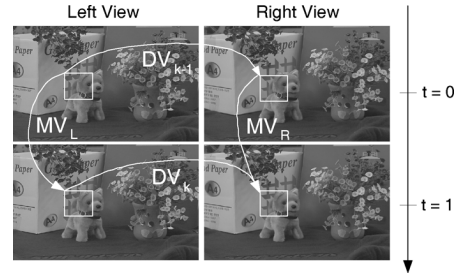 Left View
Right View
DV k-1
t = 0
MV L
MV R
DV k
t = 1
Paper
Paper